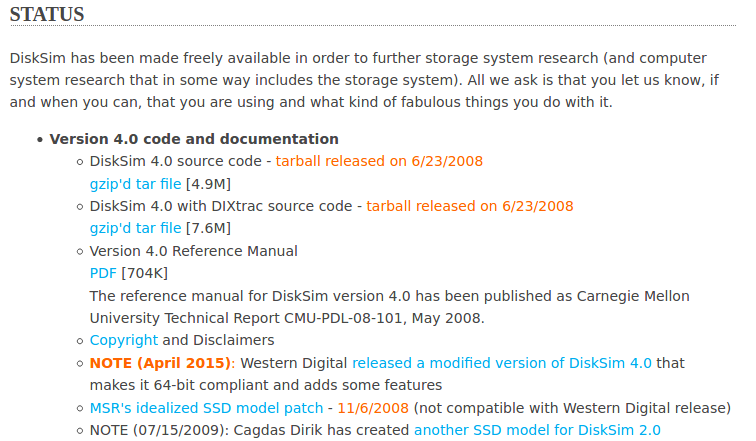 STATUS
DiskSim has been made freely available in order to further storage system research (and computer
system research that in some way includes the storage system). All we ask is that you let us know, if
and when you can, that you are using and what kind of fabulous things you do with it.
• Version 4.0 code and documentation
◦ DiskSim 4.0 source code - tarball released on 6/23/2008
gzip'd tar file [4.9M]
◦ DiskSim 4.0 with DIXtrac source code - tarball released on 6/23/2008
gzip'd tar file [7.6M]
◦ Version 4.0 Reference Manual
PDF [704K]
The reference manual for DiskSim version 4.0 has been published as Carnegie Mellon
University Technical Report CMU-PDL-08-101, May 2008.
◦ Copyright and Disclaimers
◦ NOTE (April 2015): Western Digital released a modified version of DiskSim 4.0 that
makes it 64-bit compliant and adds some features
◦ MSR's idealized SSD model patch - 11/6/2008 (not compatible with Western Digital release)
◦ NOTE (07/15/2009): Cagdas Dirik has created another SSD model for DiskSim 2.0